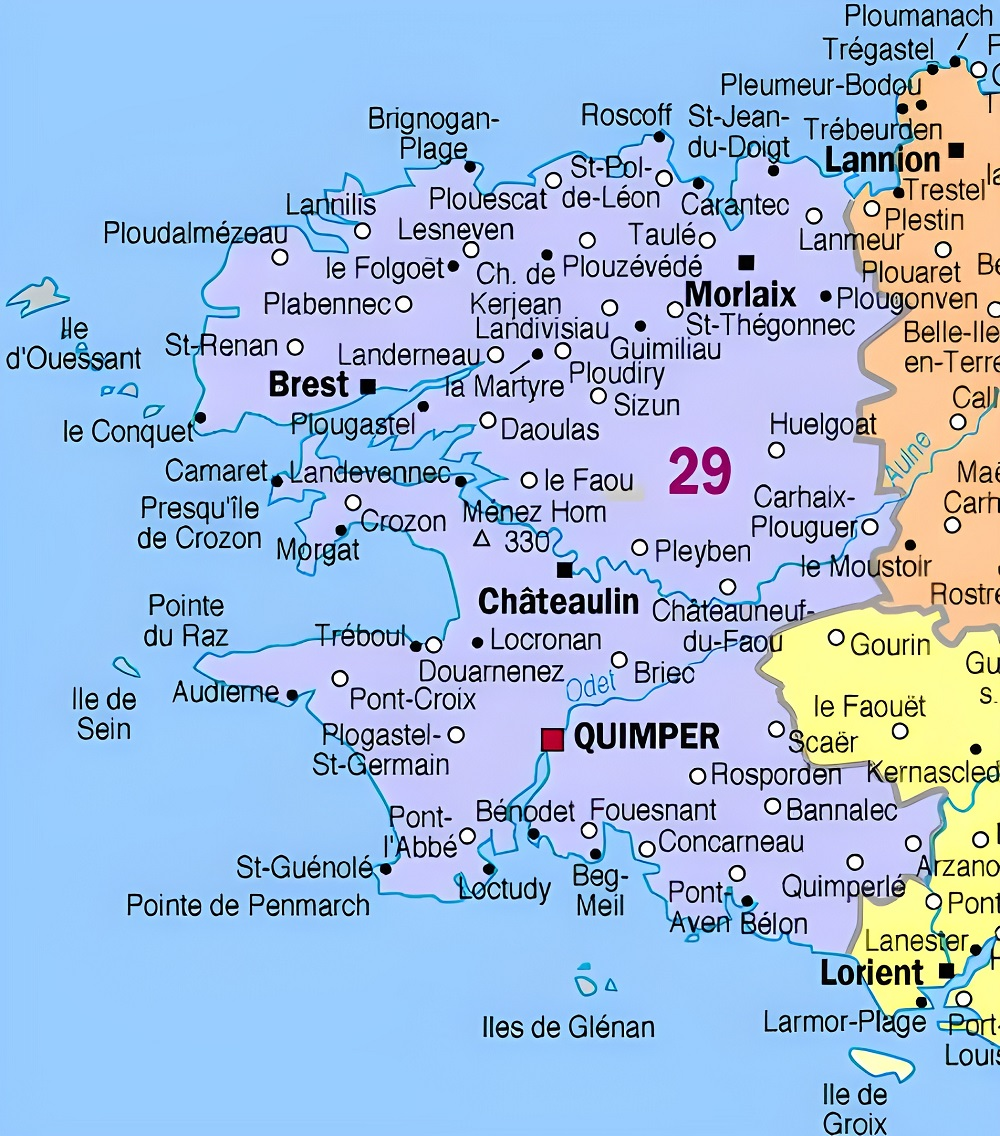 Ploumanach
Trégastel
Pleumeur-Bodou
Brignogan-
Plage
Roscoff
St-Jean-
du-Doigt
Trébeurden
Lannion
St-Pol-
de-Léon
Plouescat
Carantec
Trestel
Lannilis
Plestin
Ploudalmézeau
Lesneven
Taulé
Lanmeur
le Folgoët
Ch. de
Kerjean
Plouzévédé
Plouaret
Plabennec
Morlaix
Plougonven
Landivisiau
St-Thégonnec
Belle-Ile-
en-Terre
Ile
d'Ouessant
St-Renan
Landerneau
Guimiliau
Brest
la Martyre
Ploudiry
Sizun
le Conquet
Plougastel
Daoulas
Huelgoat
Aulne
Camaret
Landevennec
le Faou
29
Presqu'île
de Crozon
Crozon
Ménez Hom
330
Carhaix-
Plouguer
Morgat
Pleyben
le Moustoir
Châteaulin
Châteauneuf-
du-Faou
Pointe
du Raz
Tréboul
Locronan
Gourin
Douarnenez
Briec
Ile de
Sein
Audierne
Pont-Croix
Odet
le Faouët
Plogastel-
St-Germain
QUIMPER
Scaër
Rosporden
Pont-
l'Abbé
Bénodet
Fouesnant
Bannalec
Concarneau
St-Guénolé
Loctudy
Beg-
Meil
Quimperlé
Pointe de Penmarch
Pont-
Aven
Bélon
Lanester
Lorient
Iles de Glénan
Larmor-Plage
Port-
Ile de
Groix